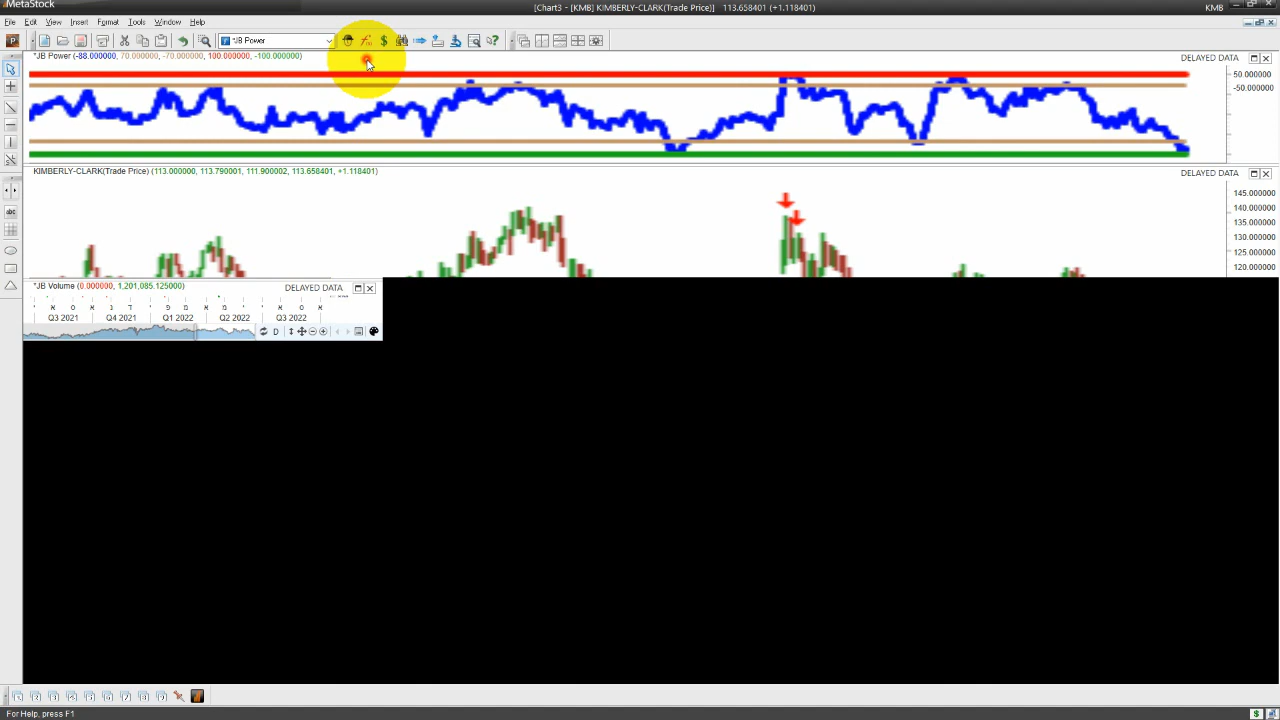 MetaStock
[Chart3 - [KMB] KIMBERLY-CLARK(Trade Price)] 113.658401 (+1.118401)
KMB
File Edit View Insert Format Tools Window Help
*JB Power
*JB Power (-88.000000, 70.000000, -70.000000, 100.000000, -100.000000)
DELAYED DATA
50.000000
-50.000000
KIMBERLY-CLARK(Trade Price) (113.000000, 113.790001, 111.900002, 113.658401, +1.118401)
DELAYED DATA
145.000000
140.000000
135.000000
130.000000
125.000000
120.000000
abc
*JB Volume (0.000000, 1,201,085.125000)
DELAYED DATA
י א ס א נ ד י פ מ א מ י י א ס א
Q3 2021 Q4 2021 Q1 2022 Q2 2022 Q3 2022
D
For Help, press F1